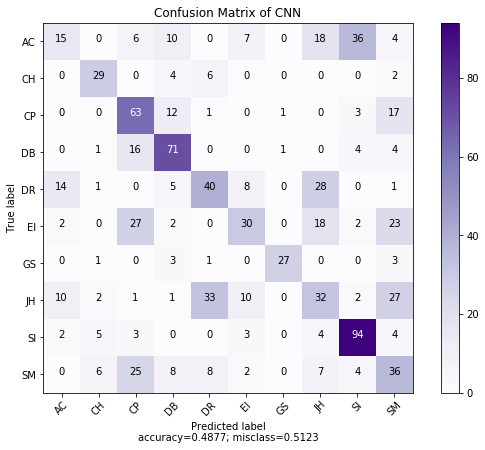 Confusion Matrix of CNN
AC 15 0 6 10 0 7 0 18 36 4
CH 0 29 0 4 6 0 0 0 0 2
CP 0 0 63 12 1 0 1 0 3 17
DB 0 1 16 71 0 0 1 0 4 4
DR 14 1 0 5 40 8 0 28 0 1
EI 2 0 27 2 0 30 0 18 2 23
GS 0 1 0 3 1 0 27 0 0 3
JH 10 2 1 1 33 10 0 32 2 27
SI 2 5 3 0 0 3 0 4 94 4
SM 0 6 25 8 8 2 0 7 4 36
AC CH CP DB DR EI GS JH SI SM
True label
Predicted label
accuracy=0.4877; misclass=0.5123
80
60
40
20
0